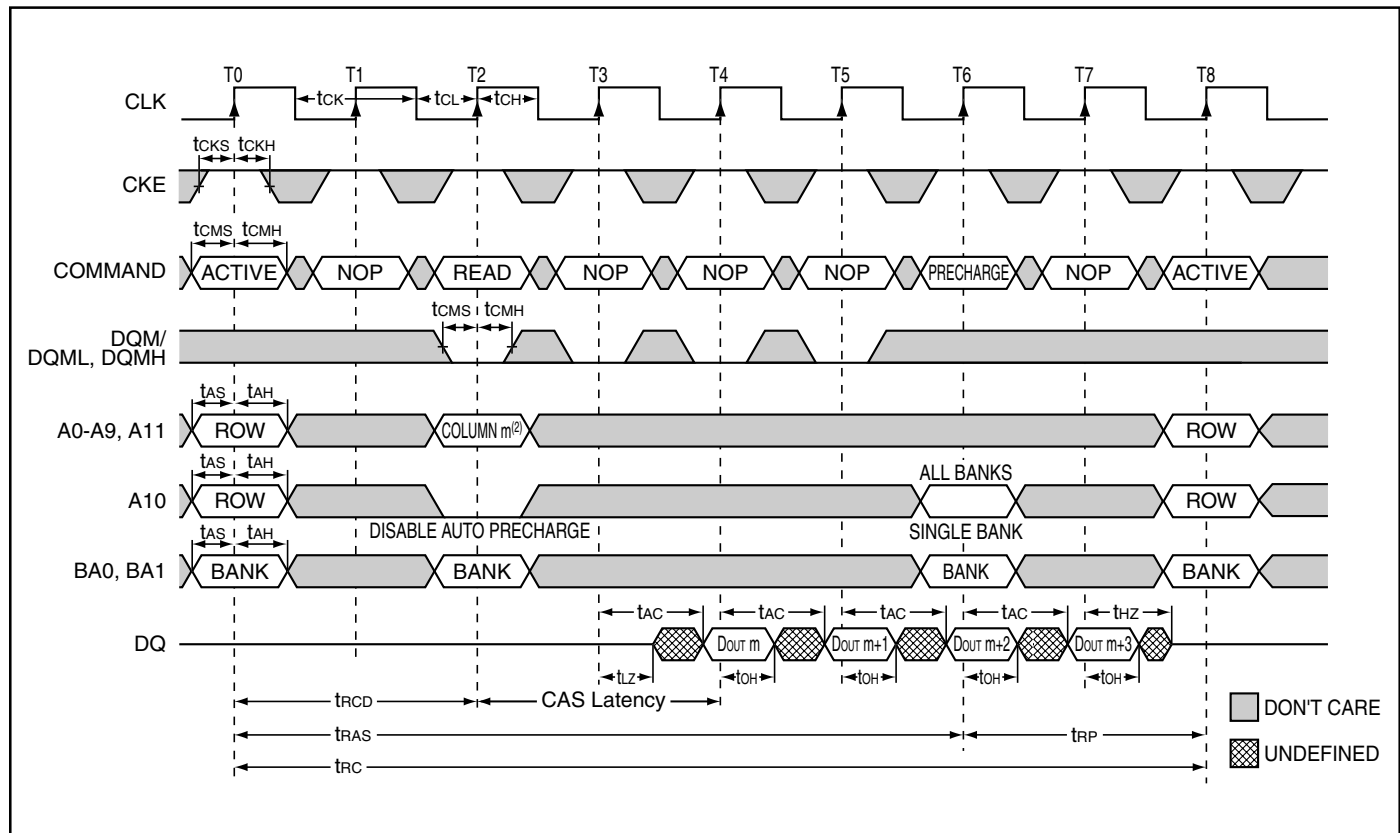 T0 T1 T2 T3 T4 T5 T6 T7 T8
CLK tCK tCL tCH
tCKS tCKH
CKE
tCMS tCMH
COMMAND ACTIVE NOP READ NOP NOP NOP PRECHARGE NOP ACTIVE
tCMS tCMH
DQM/
DQML, DQMH
tAS tAH
A0-A9, A11 ROW COLUMN m(2) ROW
tAS tAH
ALL BANKS
A10 ROW ROW
DISABLE AUTO PRECHARGE SINGLE BANK
tAS tAH
BA0, BA1 BANK BANK BANK BANK
tAC tAC tAC tAC tHZ
DQ DOUT m DOUT m+1 DOUT m+2 DOUT m+3
tLZ tOH tOH tOH tOH
tRCD CAS Latency
DON'T CARE
tRAS tRP
UNDEFINED
tRC